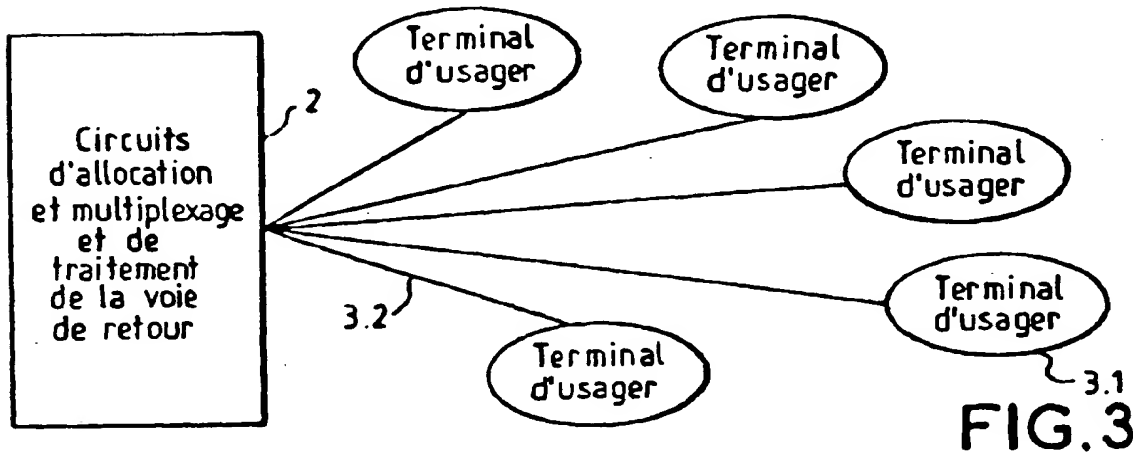 Circuits
d'allocation
et multiplexage
et de
traitement
de la voie
de retour
2
Terminal
d'usager
Terminal
d'usager
Terminal
d'usager
Terminal
d'usager
3.1
Terminal
d'usager
3.2
FIG.3